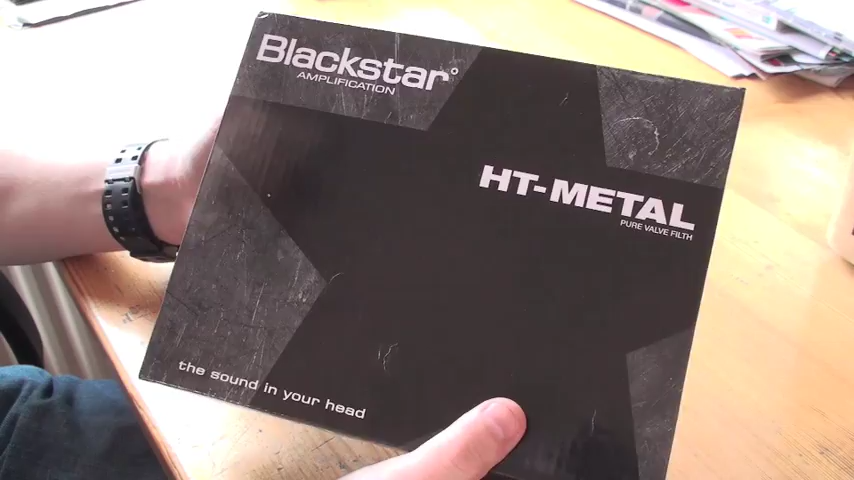 Blackstar
AMPLIFICATION
HT-METAL
PURE VALVE FILTH
the sound in your head